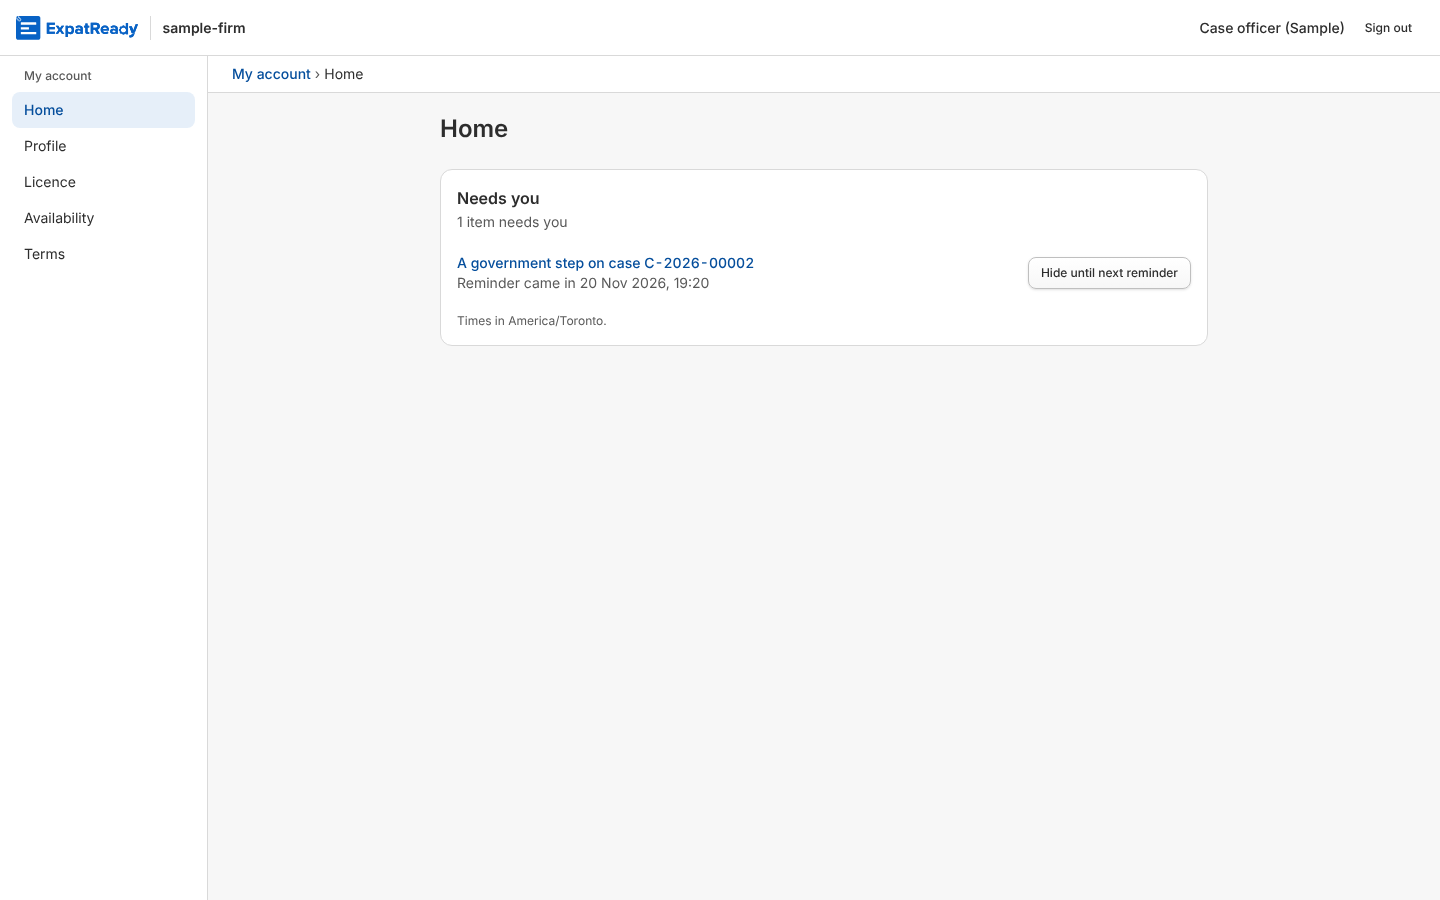 ExpatReady
sample-firm
Case officer (Sample)
Sign out
My account
Home
Profile
Licence
Availability
Terms
My account › Home
Home
Needs you
1 item needs you
A government step on case C-2026-00002
Reminder came in 20 Nov 2026, 19:20
Hide until next reminder
Times in America/Toronto.